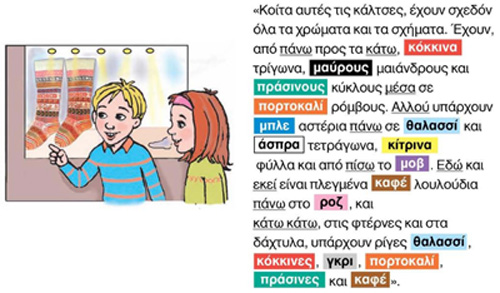 «Κοίτα αυτές τις κάλτσες, έχουν σχεδόν
όλα τα χρώματα και τα σχήματα. Έχουν,
από πάνω προς τα κάτω, κόκκινα
τρίγωνα, μαύρους μαιάνδρους και
πράσινους κύκλους μέσα σε
πορτοκαλί ρόμβους. Αλλού υπάρχουν
μπλε αστέρια πάνω σε θαλασσί και
άσπρα τετράγωνα, κίτρινα
φύλλα και από πίσω το μοβ. Εδώ και
εκεί είναι πλεγμένα καφέ λουλούδια
πάνω στο ροζ, και
κάτω κάτω, στις φτέρνες και στα
δάχτυλα, υπάρχουν ρίγες θαλασσί,
κόκκινες, γκρι, πορτοκαλί,
πράσινες και καφέ».